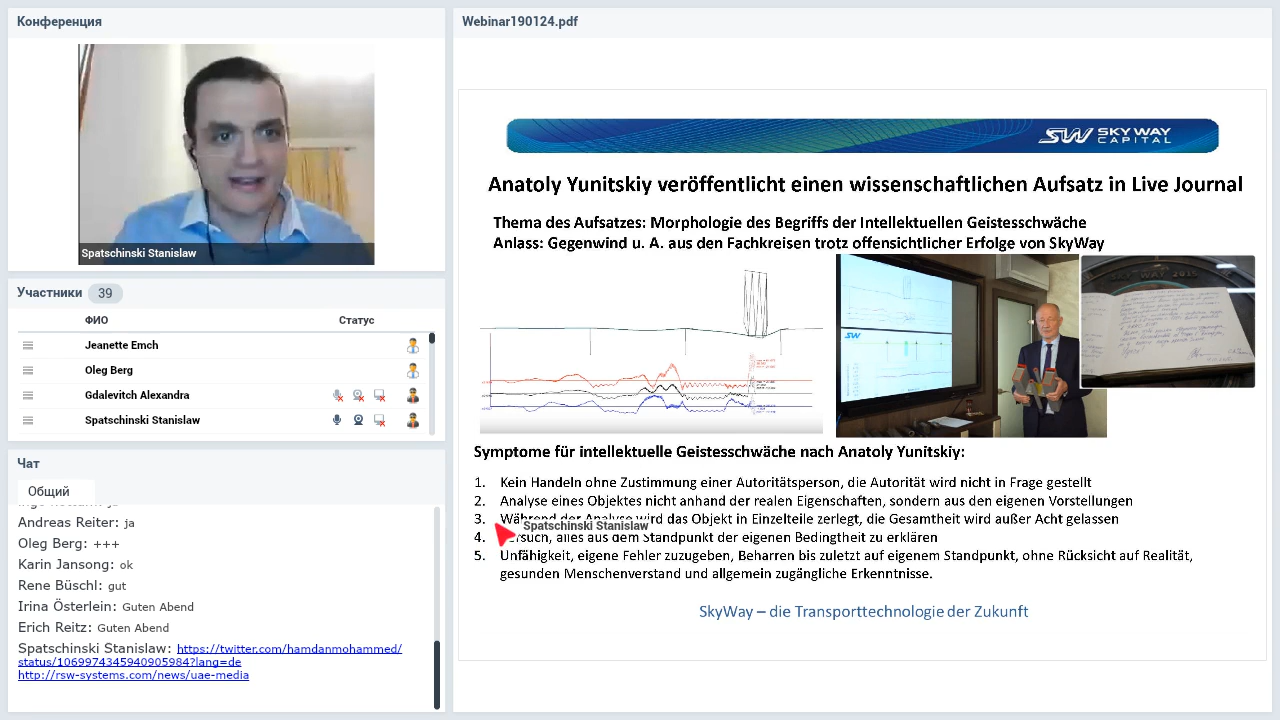 Конференция
Spatschinski Stanislaw
Участники 39
ФИО Статус
Jeanette Emch
Oleg Berg
Gdalevitch Alexandra
Spatschinski Stanislaw
Чат
Общий
Andreas Reiter: ja
Oleg Berg: +++
Karin Jansong: ok
Rene Büschl: gut
Irina Österlein: Guten Abend
Erich Reitz: Guten Abend
Spatschinski Stanislaw: https://twitter.com/hamdanmohammed/
status/1069974345940905984?lang=de
http://rsw-systems.com/news/uae-media
Webinar190124.pdf
SW SKY WAY
CAPITAL
Anatoly Yunitskiy veröffentlicht einen wissenschaftlichen Aufsatz in Live Journal
Thema des Aufsatzes: Morphologie des Begriffs der Intellektuellen Geistesschwäche
Anlass: Gegenwind u. A. aus den Fachkreisen trotz offensichtlicher Erfolge von SkyWay
SW
Symptome für intellektuelle Geistesschwäche nach Anatoly Yunitskiy:
1. Kein Handeln ohne Zustimmung einer Autoritätsperson, die Autorität wird nicht in Frage gestellt
2. Analyse eines Objektes nicht anhand der realen Eigenschaften, sondern aus den eigenen Vorstellungen
3. Während der Analyse wird das Objekt in Einzelteile zerlegt, die Gesamtheit wird außer Acht gelassen
Spatschinski Stanislaw
4. Versuch, alles aus dem Standpunkt der eigenen Bedingtheit zu erklären
5. Unfähigkeit, eigene Fehler zuzugeben, Beharren bis zuletzt auf eigenem Standpunkt, ohne Rücksicht auf Realität,
gesunden Menschenverstand und allgemein zugängliche Erkenntnisse.
SkyWay – die Transporttechnologie der Zukunft